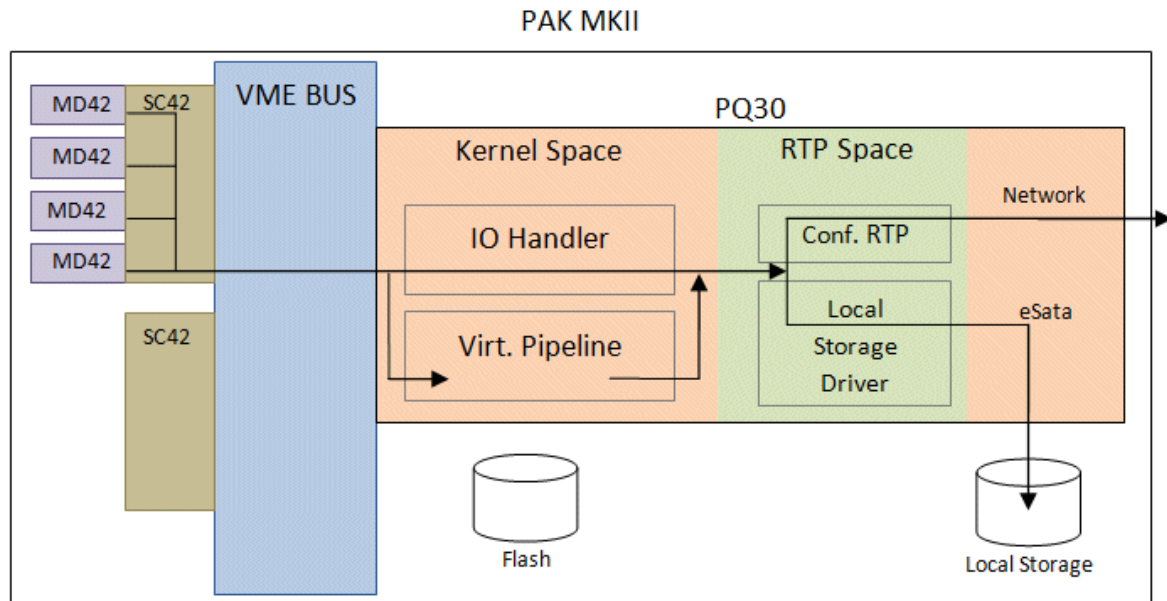 PAK MKII
MD42
MD42
MD42
MD42
SC42
SC42
VME BUS
PQ30
Kernel Space
IO Handler
Virt. Pipeline
RTP Space
Conf. RTP
Local
Storage
Driver
Network
eSata
Flash
Local Storage